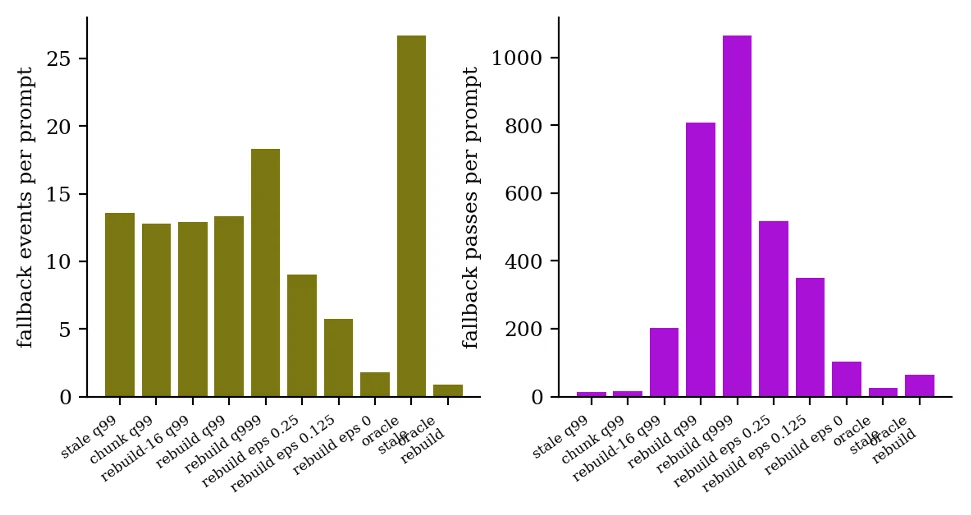 fallback events per prompt
25
20
15
10
5
0
stale q99
chunk q99
rebuild-16 q99
rebuild q99
rebuild q999
rebuild eps 0.25
rebuild eps 0.125
rebuild eps 0
oracle
stale
oracle
rebuild
fallback passes per prompt
1000
800
600
400
200
0
stale q99
chunk q99
rebuild-16 q99
rebuild q99
rebuild q999
rebuild eps 0.25
rebuild eps 0.125
rebuild eps 0
oracle
stale
oracle
rebuild